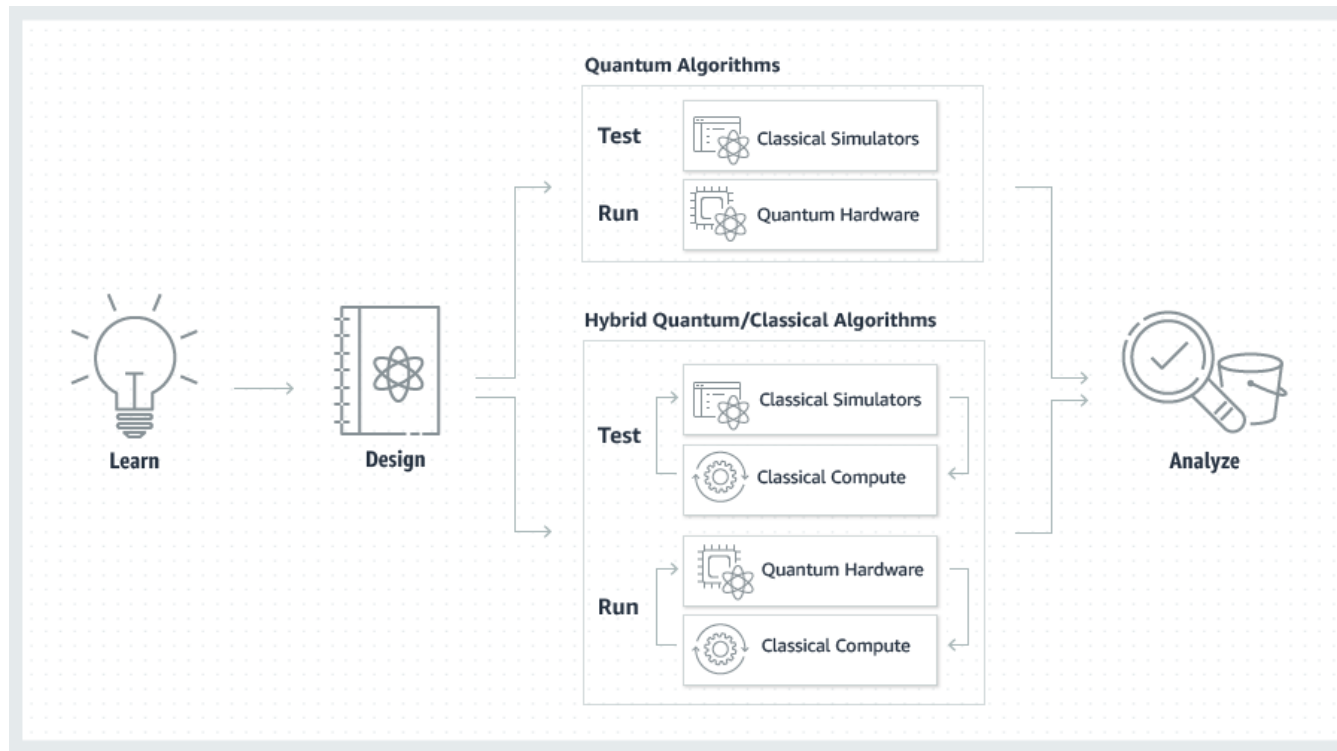 Quantum Algorithms
Test
Classical Simulators
Run
Quantum Hardware
Hybrid Quantum/Classical Algorithms
Test
Classical Simulators
Classical Compute
Run
Quantum Hardware
Classical Compute
Learn
Design
Analyze